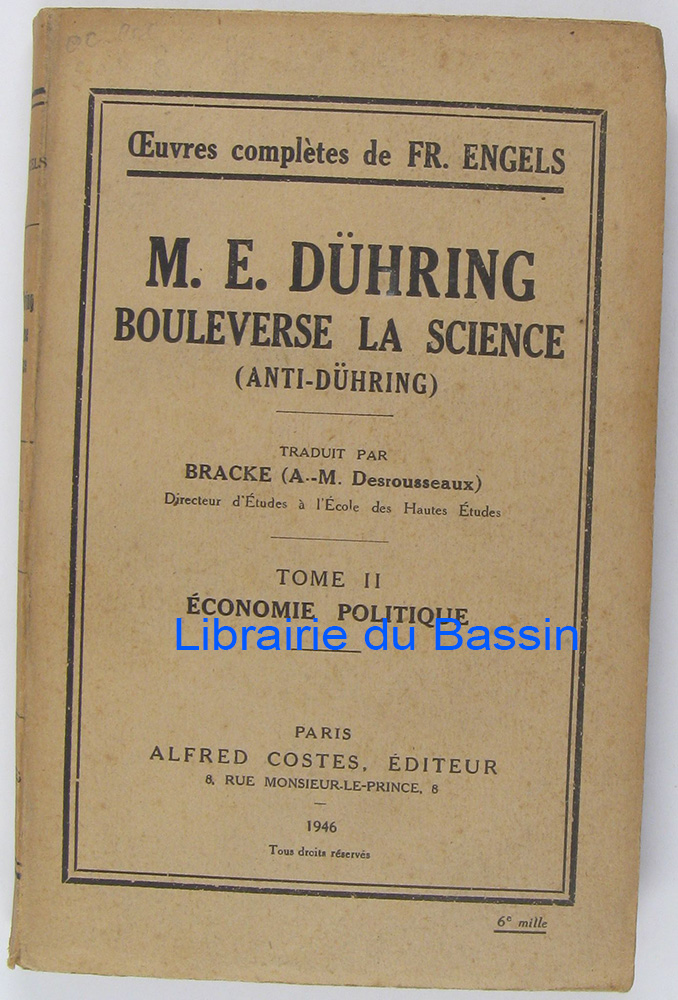 Œuvres complètes de FR. ENGELS
M. E. DÜHRING
BOULEVERSE LA SCIENCE
(ANTI-DÜHRING)
TRADUIT PAR
BRACKE (A.-M. Desrousseaux)
Directeur d'Études à l'École des Hautes Études
TOME II
ÉCONOMIE POLITIQUE
Librairie du Bassin
PARIS
ALFRED COSTES, ÉDITEUR
8, RUE MONSIEUR-LE-PRINCE, 8
1946
Tous droits réservés
6e mille